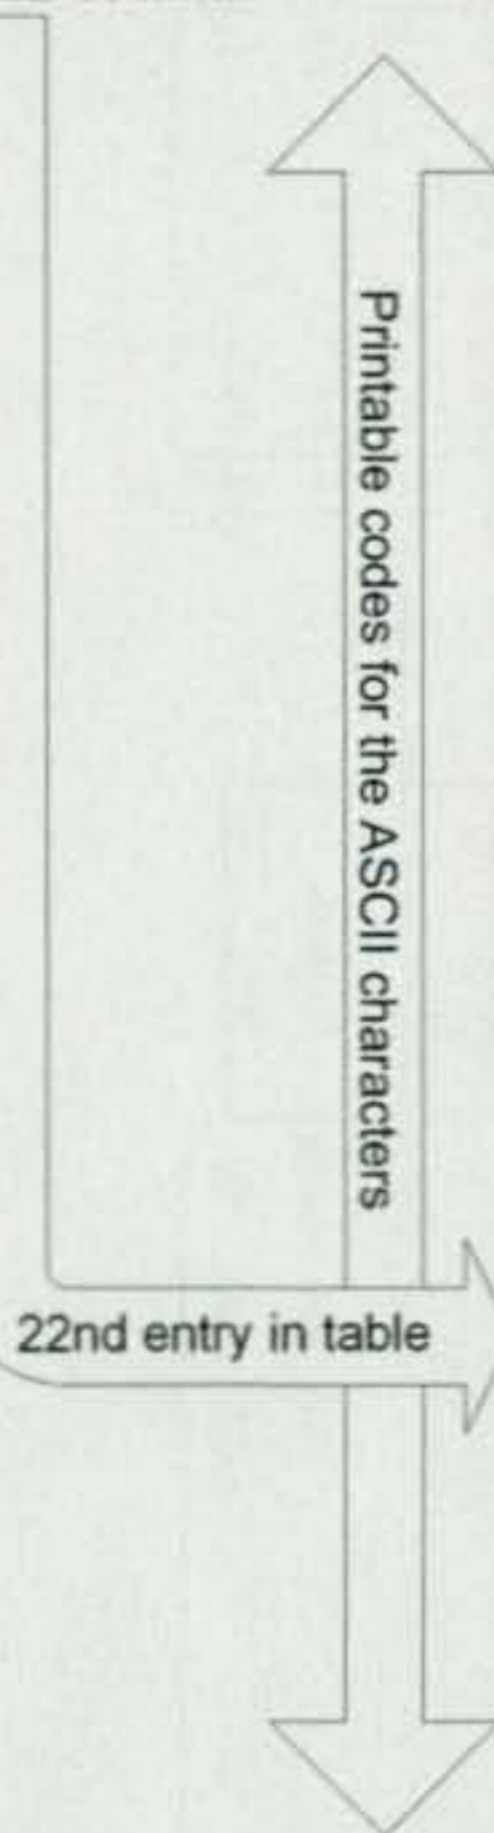 Printable codes for the ASCII characters
22nd entry in table